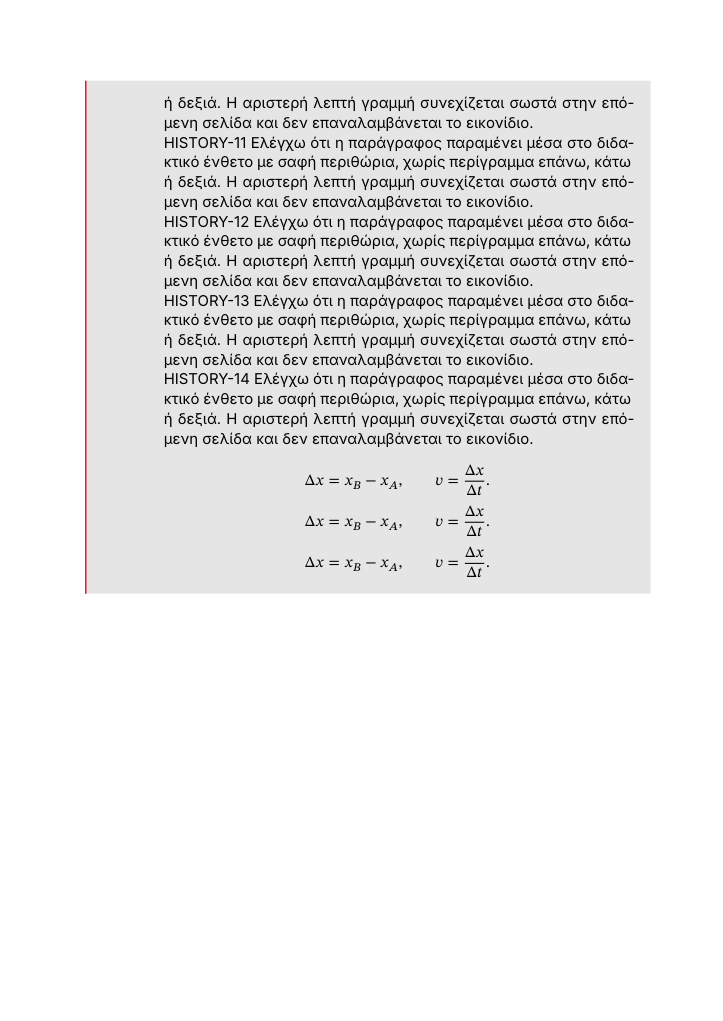 ή δεξιά. Η αριστερή λεπτή γραμμή συνεχίζεται σωστά στην επό-
μενη σελίδα και δεν επαναλαμβάνεται το εικονίδιο.
HISTORY-11 Ελέγχω ότι η παράγραφος παραμένει μέσα στο διδα-
κτικό ένθετο με σαφή περιθώρια, χωρίς περίγραμμα επάνω, κάτω
ή δεξιά. Η αριστερή λεπτή γραμμή συνεχίζεται σωστά στην επό-
μενη σελίδα και δεν επαναλαμβάνεται το εικονίδιο.
HISTORY-12 Ελέγχω ότι η παράγραφος παραμένει μέσα στο διδα-
κτικό ένθετο με σαφή περιθώρια, χωρίς περίγραμμα επάνω, κάτω
ή δεξιά. Η αριστερή λεπτή γραμμή συνεχίζεται σωστά στην επό-
μενη σελίδα και δεν επαναλαμβάνεται το εικονίδιο.
HISTORY-13 Ελέγχω ότι η παράγραφος παραμένει μέσα στο διδα-
κτικό ένθετο με σαφή περιθώρια, χωρίς περίγραμμα επάνω, κάτω
ή δεξιά. Η αριστερή λεπτή γραμμή συνεχίζεται σωστά στην επό-
μενη σελίδα και δεν επαναλαμβάνεται το εικονίδιο.
HISTORY-14 Ελέγχω ότι η παράγραφος παραμένει μέσα στο διδα-
κτικό ένθετο με σαφή περιθώρια, χωρίς περίγραμμα επάνω, κάτω
ή δεξιά. Η αριστερή λεπτή γραμμή συνεχίζεται σωστά στην επό-
μενη σελίδα και δεν επαναλαμβάνεται το εικονίδιο.
Δx = x_B − x_A, υ = Δx/Δt.
Δx = x_B − x_A, υ = Δx/Δt.
Δx = x_B − x_A, υ = Δx/Δt.